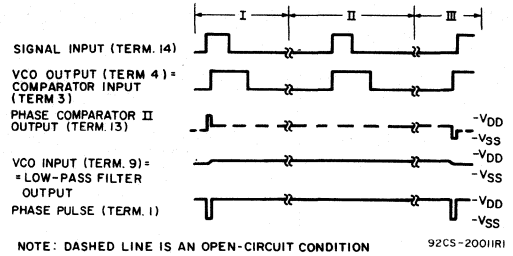 I II III
SIGNAL INPUT (TERM. 14)
VCO OUTPUT (TERM 4) =
COMPARATOR INPUT
(TERM 3)
PHASE COMPARATOR II
OUTPUT (TERM. 13)
-VDD
-VSS
VCO INPUT (TERM. 9) =
= LOW-PASS FILTER
OUTPUT
-VDD
-VSS
PHASE PULSE (TERM. 1)
-VDD
-VSS
NOTE: DASHED LINE IS AN OPEN-CIRCUIT CONDITION
92CS-20011R1